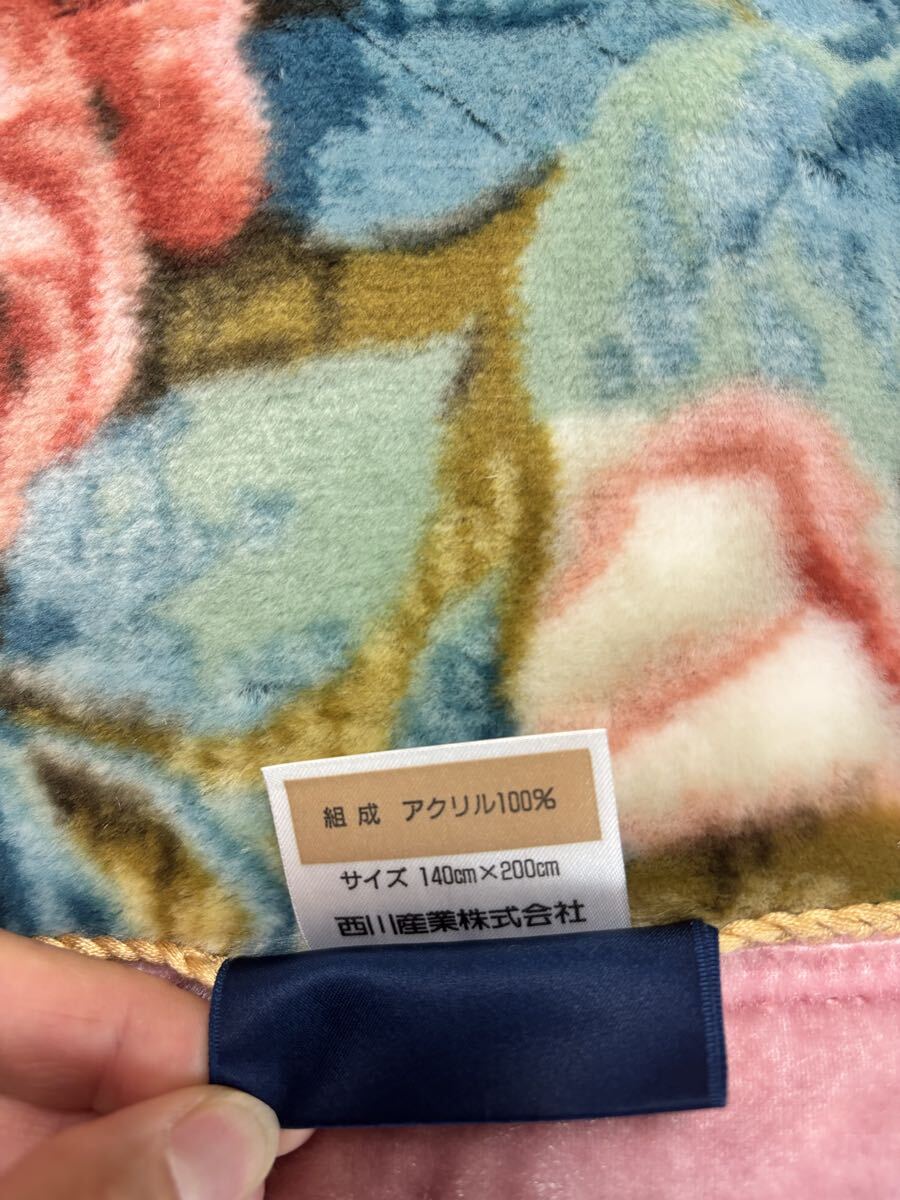 組成 アクリル100%
サイズ 140cm×200cm
西川産業株式会社